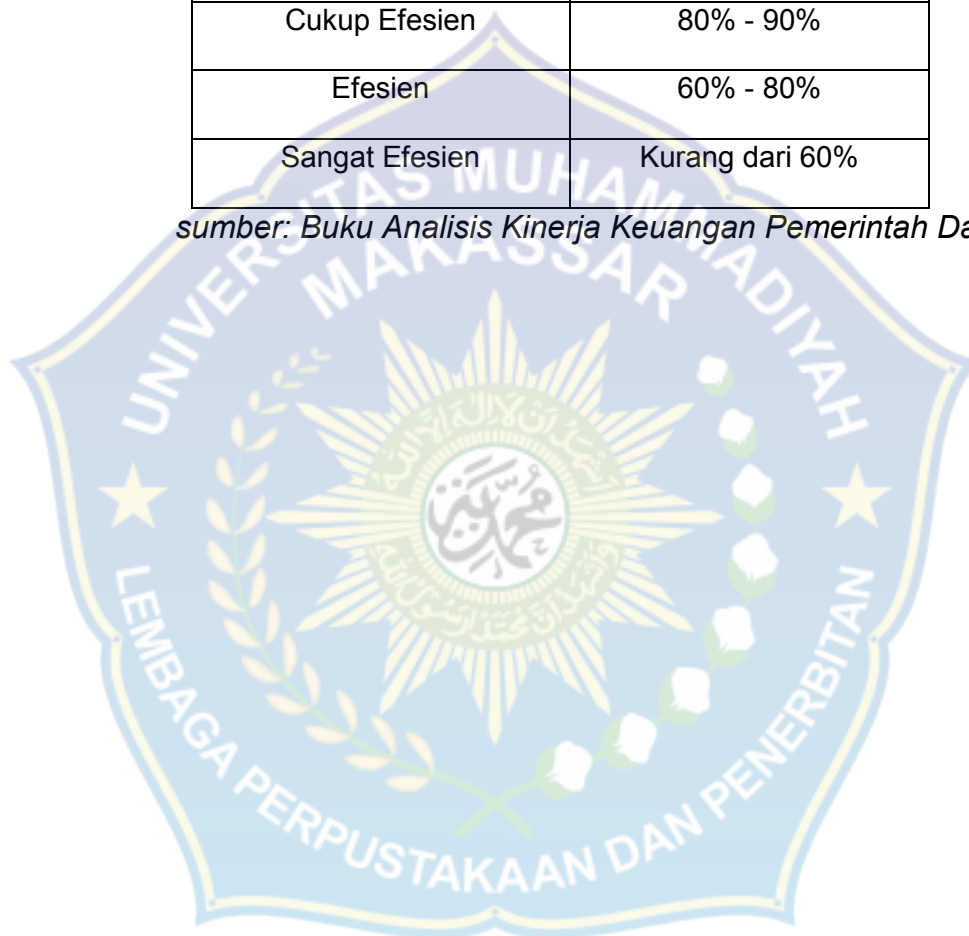 Cukup Efesien 80% - 90%
Efesien 60% - 80%
Sangat Efesien Kurang dari 60%
sumber: Buku Analisis Kinerja Keuangan Pemerintah Da
UNIVERSITAS MUHAMMADIYAH
MAKASSAR
LEMBAGA PERPUSTAKAAN DAN PENERBITAN